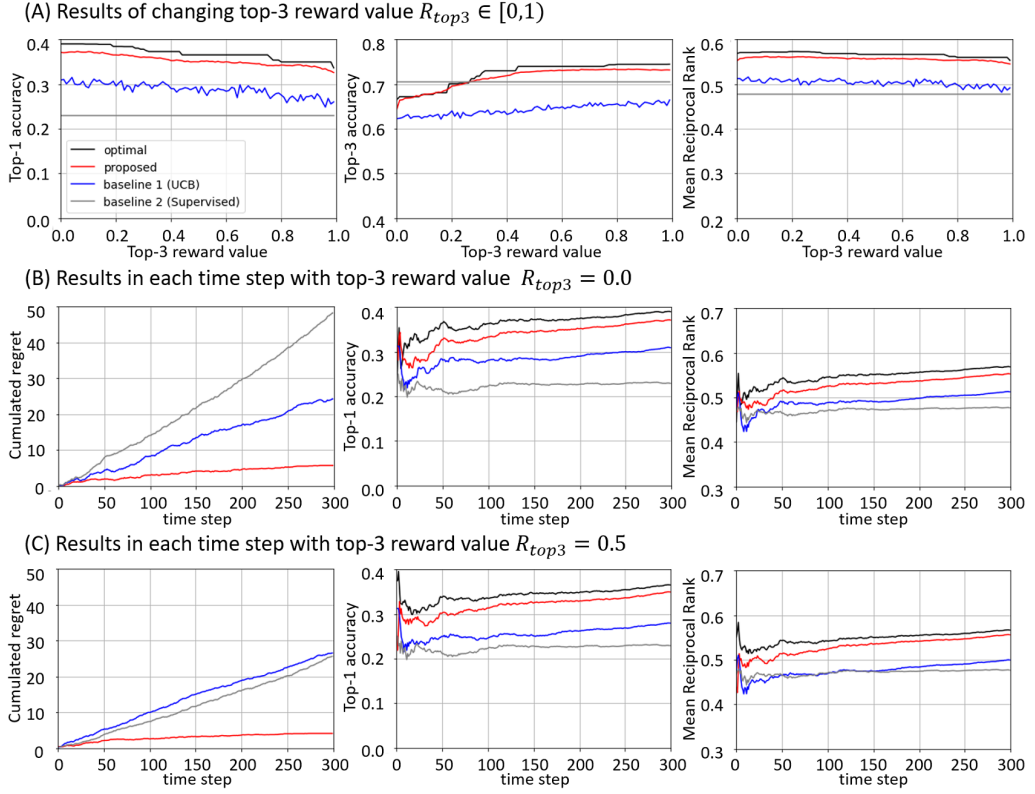 (A) Results of changing top-3 reward value R_top3 ∈ [0,1)
Top-1 accuracy
0.4
0.3
0.2
0.1
0.0
optimal
proposed
baseline 1 (UCB)
baseline 2 (Supervised)
0.0 0.2 0.4 0.6 0.8 1.0
Top-3 reward value
Top-3 accuracy
0.8
0.7
0.6
0.5
0.4
0.0 0.2 0.4 0.6 0.8 1.0
Top-3 reward value
Mean Reciprocal Rank
0.6
0.5
0.4
0.3
0.2
0.0 0.2 0.4 0.6 0.8 1.0
Top-3 reward value
(B) Results in each time step with top-3 reward value R_top3 = 0.0
Cumulated regret
50
40
30
20
10
0
0 50 100 150 200 250 300
time step
Top-1 accuracy
0.4
0.3
0.2
0.1
0.0
0 50 100 150 200 250 300
time step
Mean Reciprocal Rank
0.7
0.6
0.5
0.4
0.3
0 50 100 150 200 250 300
time step
(C) Results in each time step with top-3 reward value R_top3 = 0.5
Cumulated regret
50
40
30
20
10
0
0 50 100 150 200 250 300
time step
Top-1 accuracy
0.4
0.3
0.2
0.1
0.0
0 50 100 150 200 250 300
time step
Mean Reciprocal Rank
0.7
0.6
0.5
0.4
0.3
0 50 100 150 200 250 300
time step